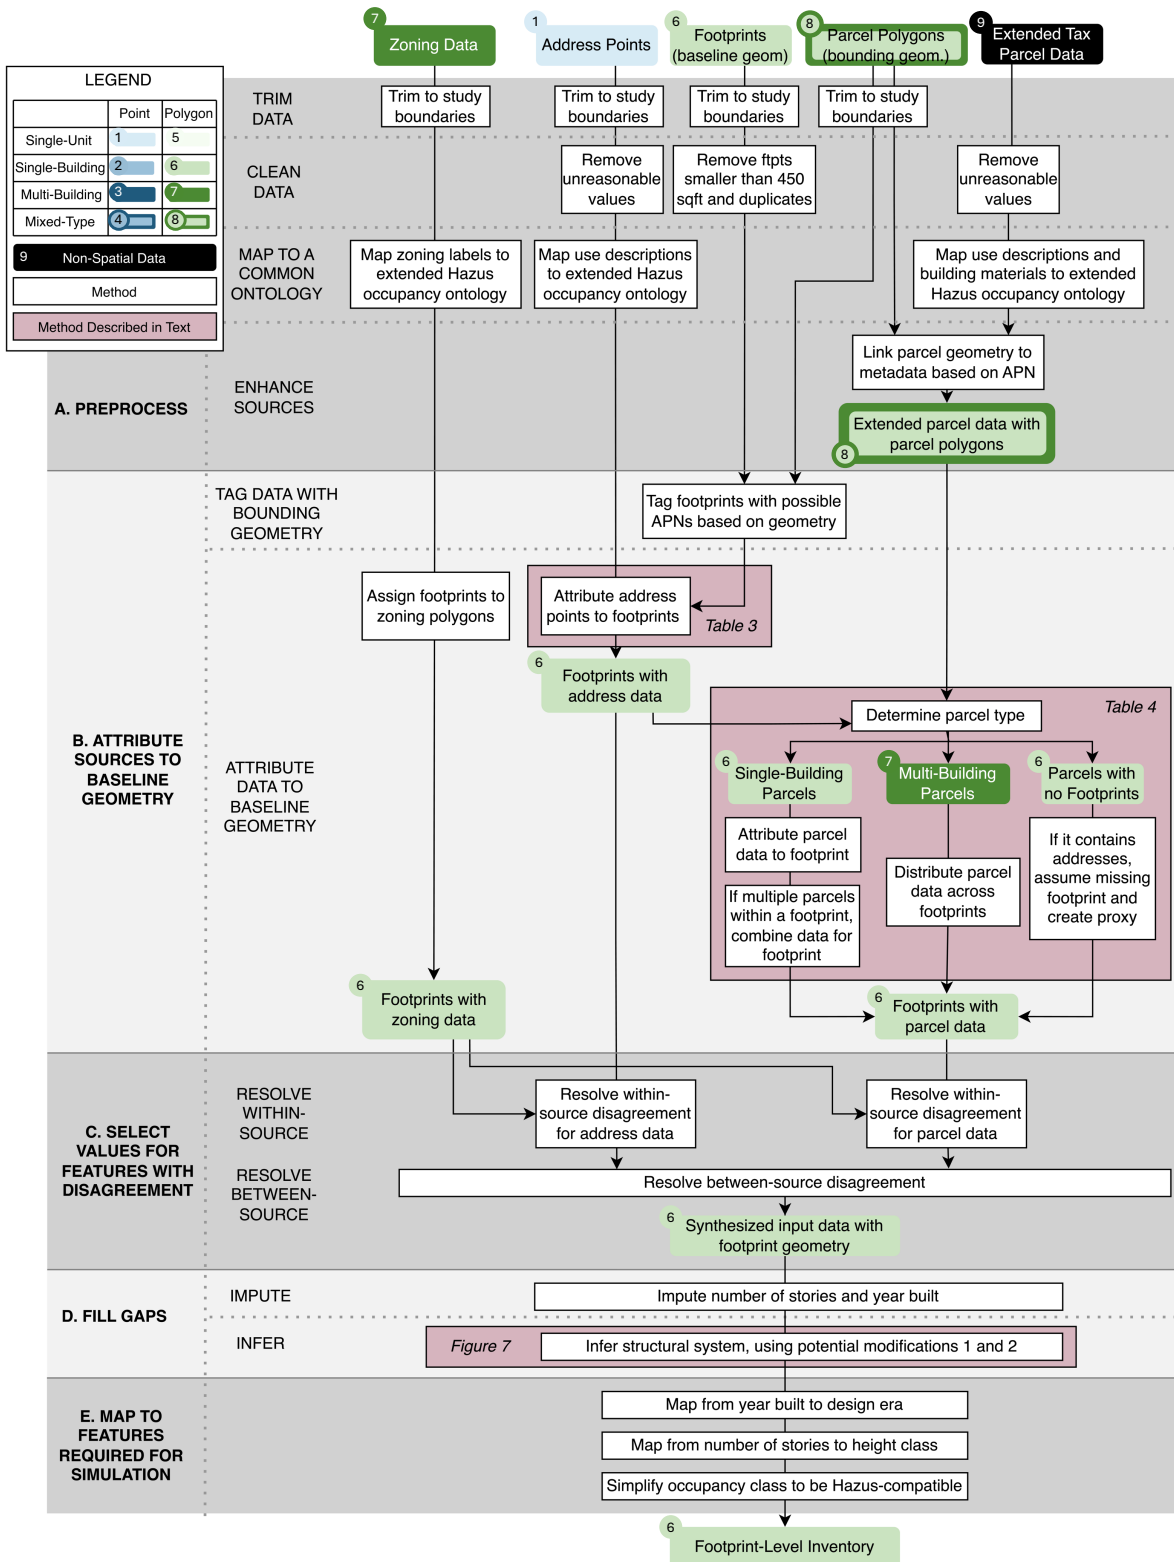 7
Zoning Data
1
Address Points
6
Footprints
(baseline geom)
8
Parcel Polygons
(bounding geom.)
9
Extended Tax
Parcel Data
LEGEND
Point
Polygon
Single-Unit
1
5
Single-Building
2
6
Multi-Building
3
7
Mixed-Type
4
8
9
Non-Spatial Data
Method
Method Described in Text
TRIM
DATA
Trim to study
boundaries
Trim to study
boundaries
Trim to study
boundaries
Trim to study
boundaries
CLEAN
DATA
Remove
unreasonable
values
Remove ftpts
smaller than 450
sqft and duplicates
Remove
unreasonable
values
MAP TO A
COMMON
ONTOLOGY
Map zoning labels to
extended Hazus
occupancy ontology
Map use descriptions
to extended Hazus
occupancy ontology
Map use descriptions and
building materials to extended
Hazus occupancy ontology
A. PREPROCESS
ENHANCE
SOURCES
Link parcel geometry to
metadata based on APN
Extended parcel data with
parcel polygons
8
TAG DATA WITH
BOUNDING
GEOMETRY
Tag footprints with possible
APNs based on geometry
B. ATTRIBUTE
SOURCES TO
BASELINE
GEOMETRY
ATTRIBUTE
DATA TO
BASELINE
GEOMETRY
Assign footprints to
zoning polygons
Attribute address
points to footprints
Table 3
6
Footprints with
address data
Determine parcel type
Table 4
6
Single-Building
Parcels
7
Multi-Building
Parcels
6
Parcels with
no Footprints
Attribute parcel
data to footprint
If multiple parcels
within a footprint,
combine data for
footprint
Distribute parcel
data across
footprints
If it contains
addresses,
assume missing
footprint and
create proxy
6
Footprints with
zoning data
6
Footprints with
parcel data
C. SELECT
VALUES FOR
FEATURES WITH
DISAGREEMENT
RESOLVE
WITHIN-
SOURCE
Resolve within-
source disagreement
for address data
Resolve within-
source disagreement
for parcel data
RESOLVE
BETWEEN-
SOURCE
Resolve between-source disagreement
6
Synthesized input data with
footprint geometry
D. FILL GAPS
IMPUTE
Impute number of stories and year built
INFER
Figure 7
Infer structural system, using potential modifications 1 and 2
E. MAP TO
FEATURES
REQUIRED FOR
SIMULATION
Map from year built to design era
Map from number of stories to height class
Simplify occupancy class to be Hazus-compatible
6
Footprint-Level Inventory